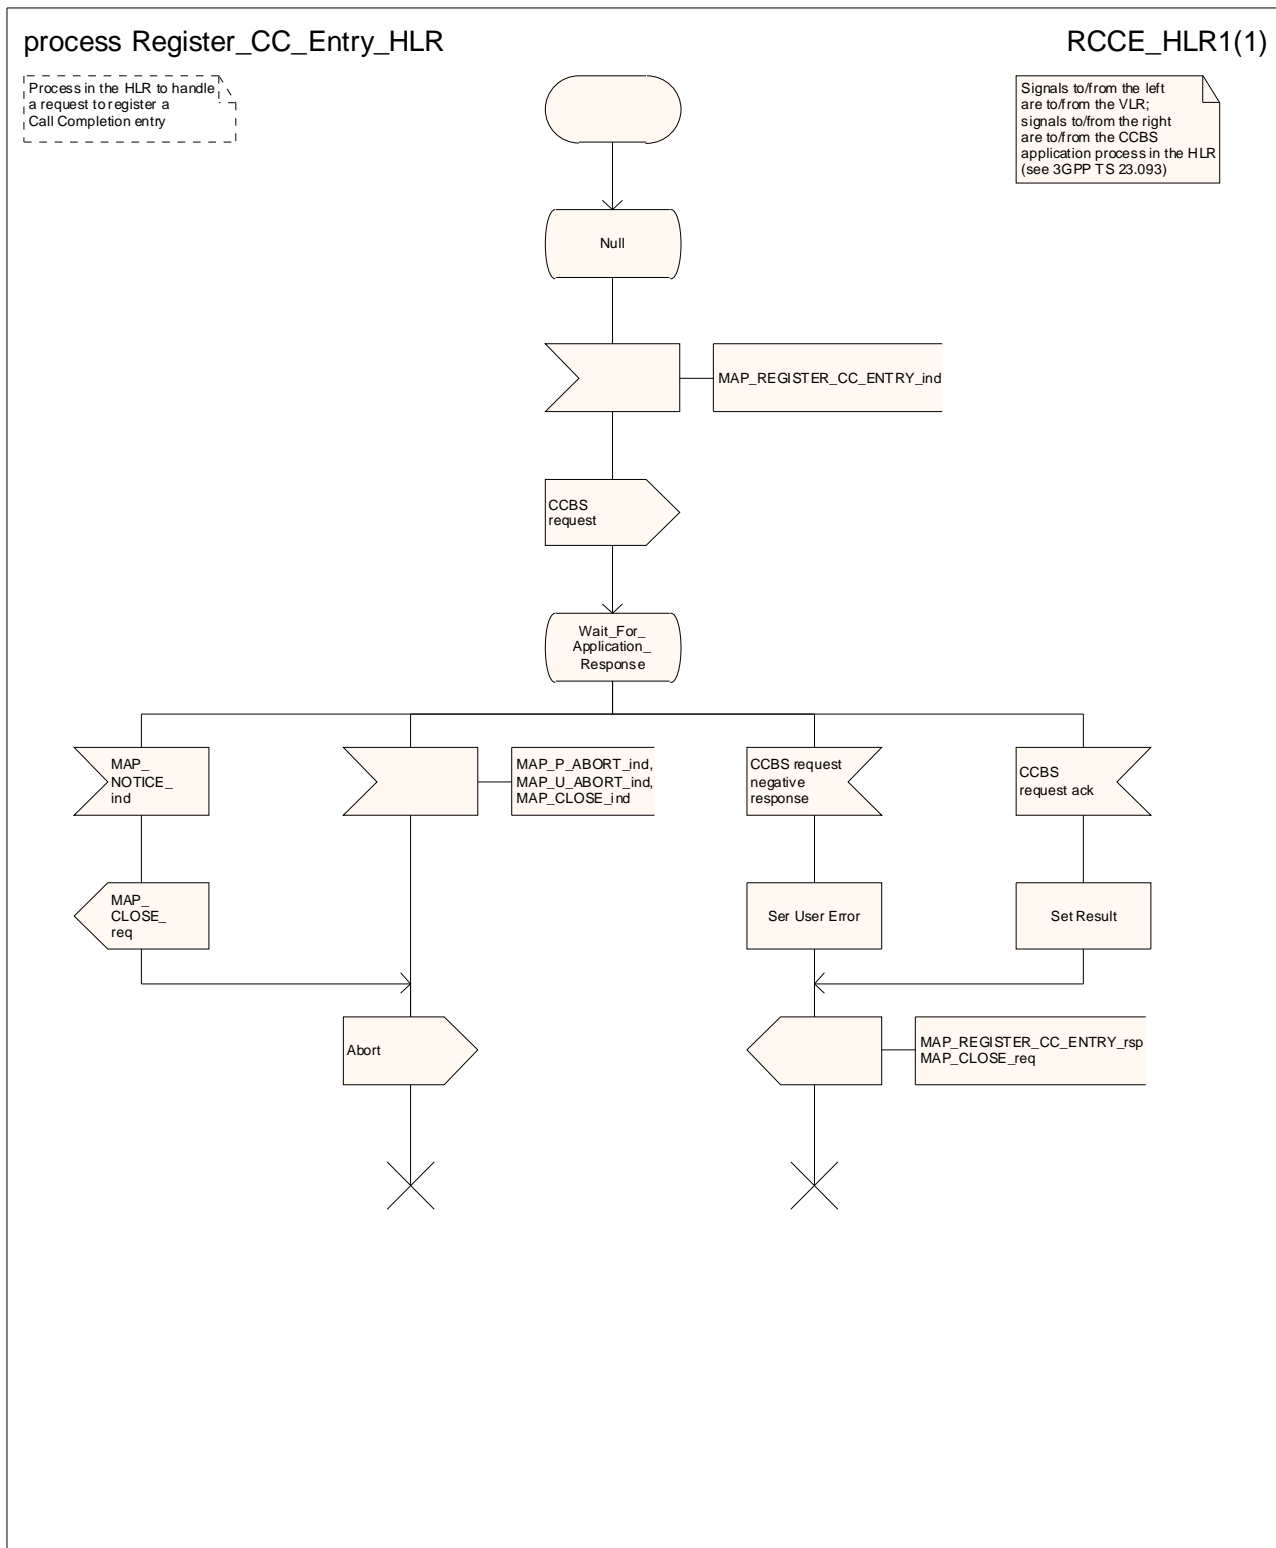 process Register_CC_Entry_HLR
RCCE_HLR1(1)
Process in the HLR to handle
a request to register a
Call Completion entry
Signals to/from the left
are to/from the VLR;
signals to/from the right
are to/from the CCBS
application process in the HLR
(see 3GPP TS 23.093)
Null
MAP_REGISTER_CC_ENTRY_ind
CCBS
request
Wait_For_
Application_
Response
MAP_
NOTICE_
ind
MAP_P_ABORT_ind,
MAP_U_ABORT_ind,
MAP_CLOSE_ind
CCBS request
negative
response
CCBS
request ack
MAP_
CLOSE_
req
Ser User Error
Set Result
Abort
MAP_REGISTER_CC_ENTRY_rsp
MAP_CLOSE_req